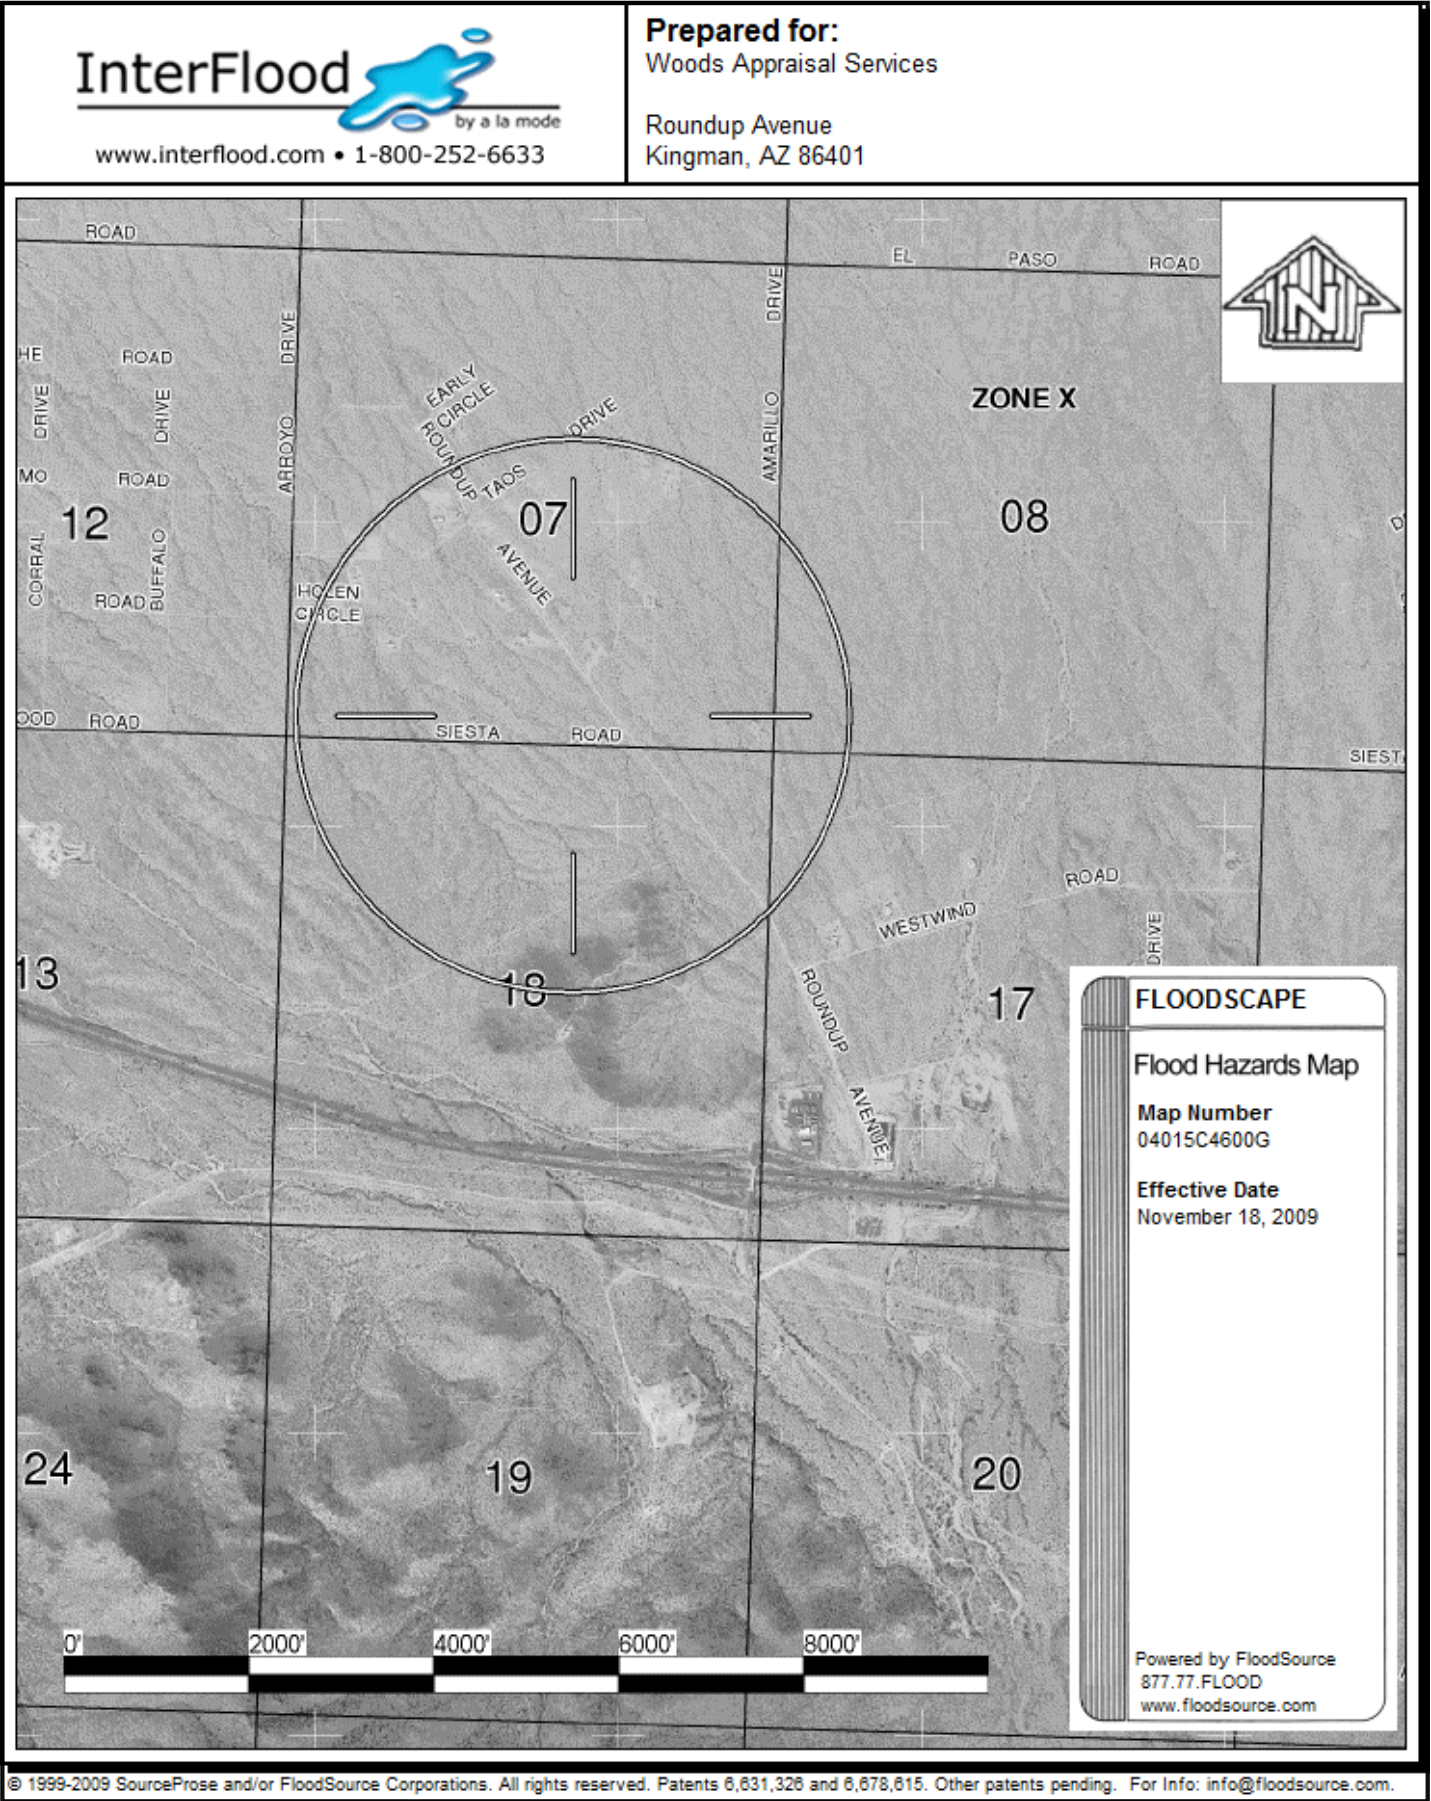 InterFlood
by a la mode
www.interflood.com • 1-800-252-6633
Prepared for:
Woods Appraisal Services
Roundup Avenue
Kingman, AZ 86401
ROAD
EL PASO ROAD
N
DRIVE
DRIVE
HE ROAD
DRIVE
DRIVE
EARLY
CIRCLE
DRIVE
ZONE X
ARROYO
AMARILLO
ROUNDUP
TAOS
MO ROAD
12
07
08
CORRAL
BUFFALO
AVENUE
ROAD
HOLEN
CIRCLE
OOD ROAD
SIESTA ROAD
SIEST
ROAD
WESTWIND
DRIVE
13
18
17
ROUNDUP
AVENUE
24
19
20
0' 2000' 4000' 6000' 8000'
FLOODSCAPE
Flood Hazards Map
Map Number
04015C4600G
Effective Date
November 18, 2009
Powered by FloodSource
877.77.FLOOD
www.floodsource.com
© 1999-2009 SourceProse and/or FloodSource Corporations. All rights reserved. Patents 6,631,326 and 6,678,615. Other patents pending. For Info: info@floodsource.com.